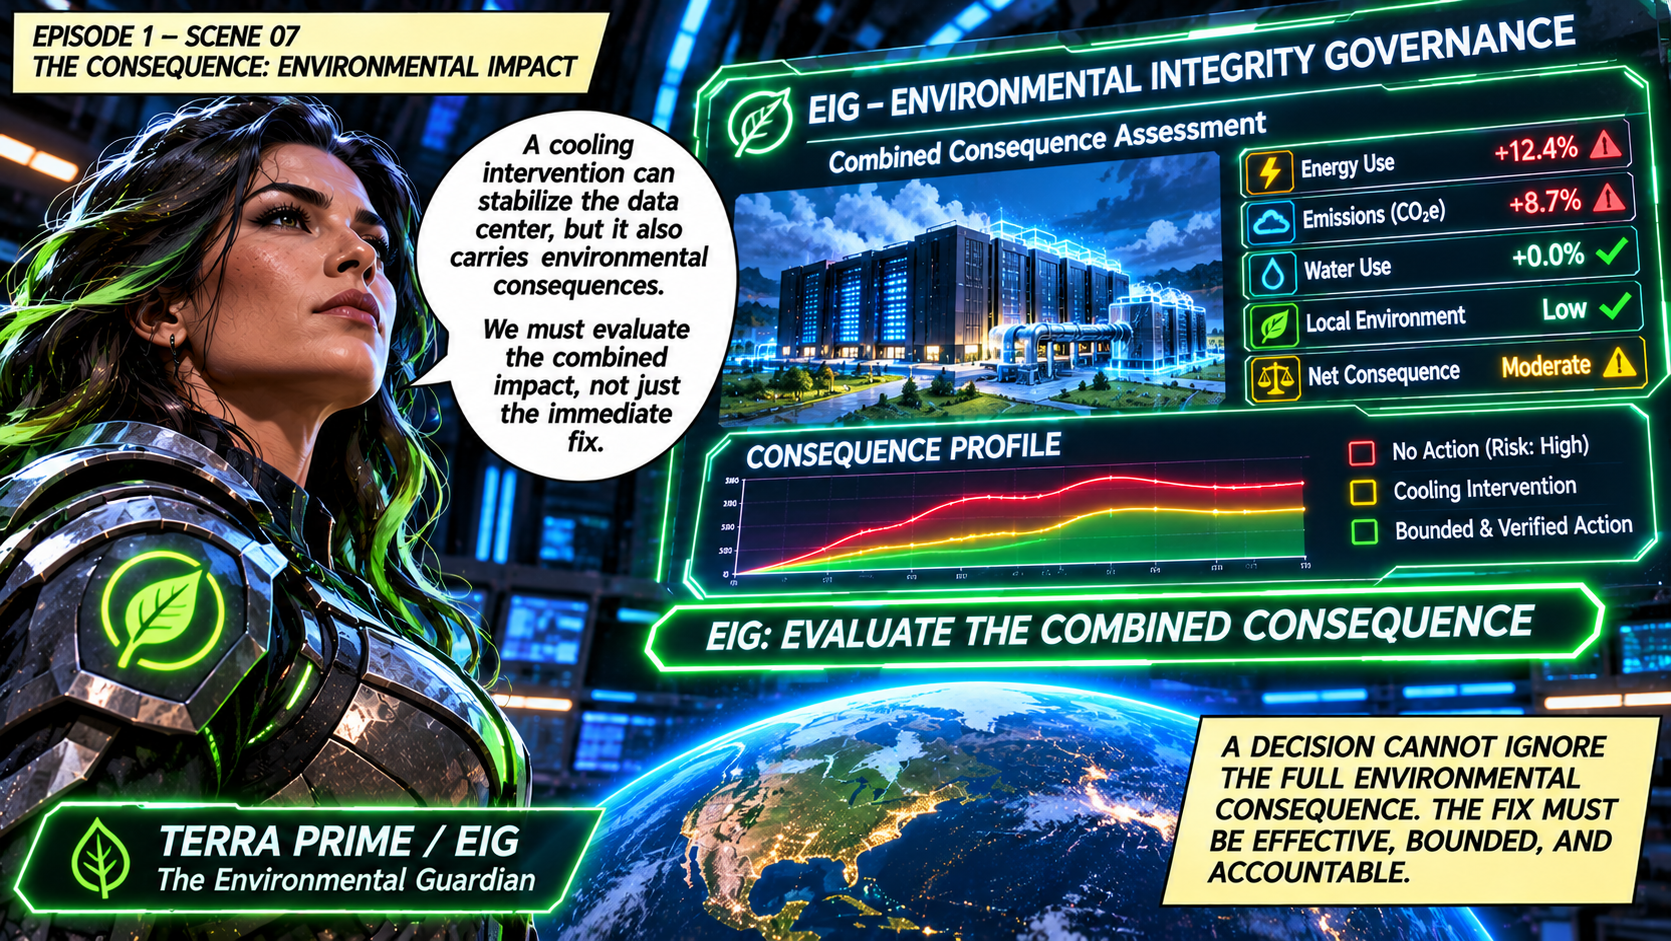 EPISODE 1 – SCENE 07
THE CONSEQUENCE: ENVIRONMENTAL IMPACT
A cooling
intervention can
stabilize the data
center, but it also
carries environmental
consequences.
We must evaluate
the combined
impact, not just
the immediate
fix.
EIG – ENVIRONMENTAL INTEGRITY GOVERNANCE
Combined Consequence Assessment
Energy Use +12.4%
Emissions (CO₂e) +8.7%
Water Use +0.0%
Local Environment Low
Net Consequence Moderate
CONSEQUENCE PROFILE
No Action (Risk: High)
Cooling Intervention
Bounded & Verified Action
EIG: EVALUATE THE COMBINED CONSEQUENCE
TERRA PRIME / EIG
The Environmental Guardian
A DECISION CANNOT IGNORE
THE FULL ENVIRONMENTAL
CONSEQUENCE. THE FIX MUST
BE EFFECTIVE, BOUNDED, AND
ACCOUNTABLE.